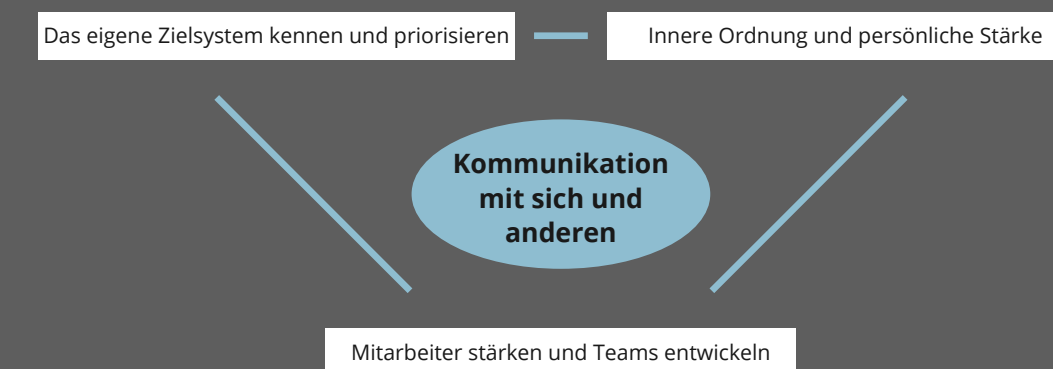 Das eigene Zielsystem kennen und priorisieren
Innere Ordnung und persönliche Stärke
Kommunikation
mit sich und
anderen
Mitarbeiter stärken und Teams entwickeln